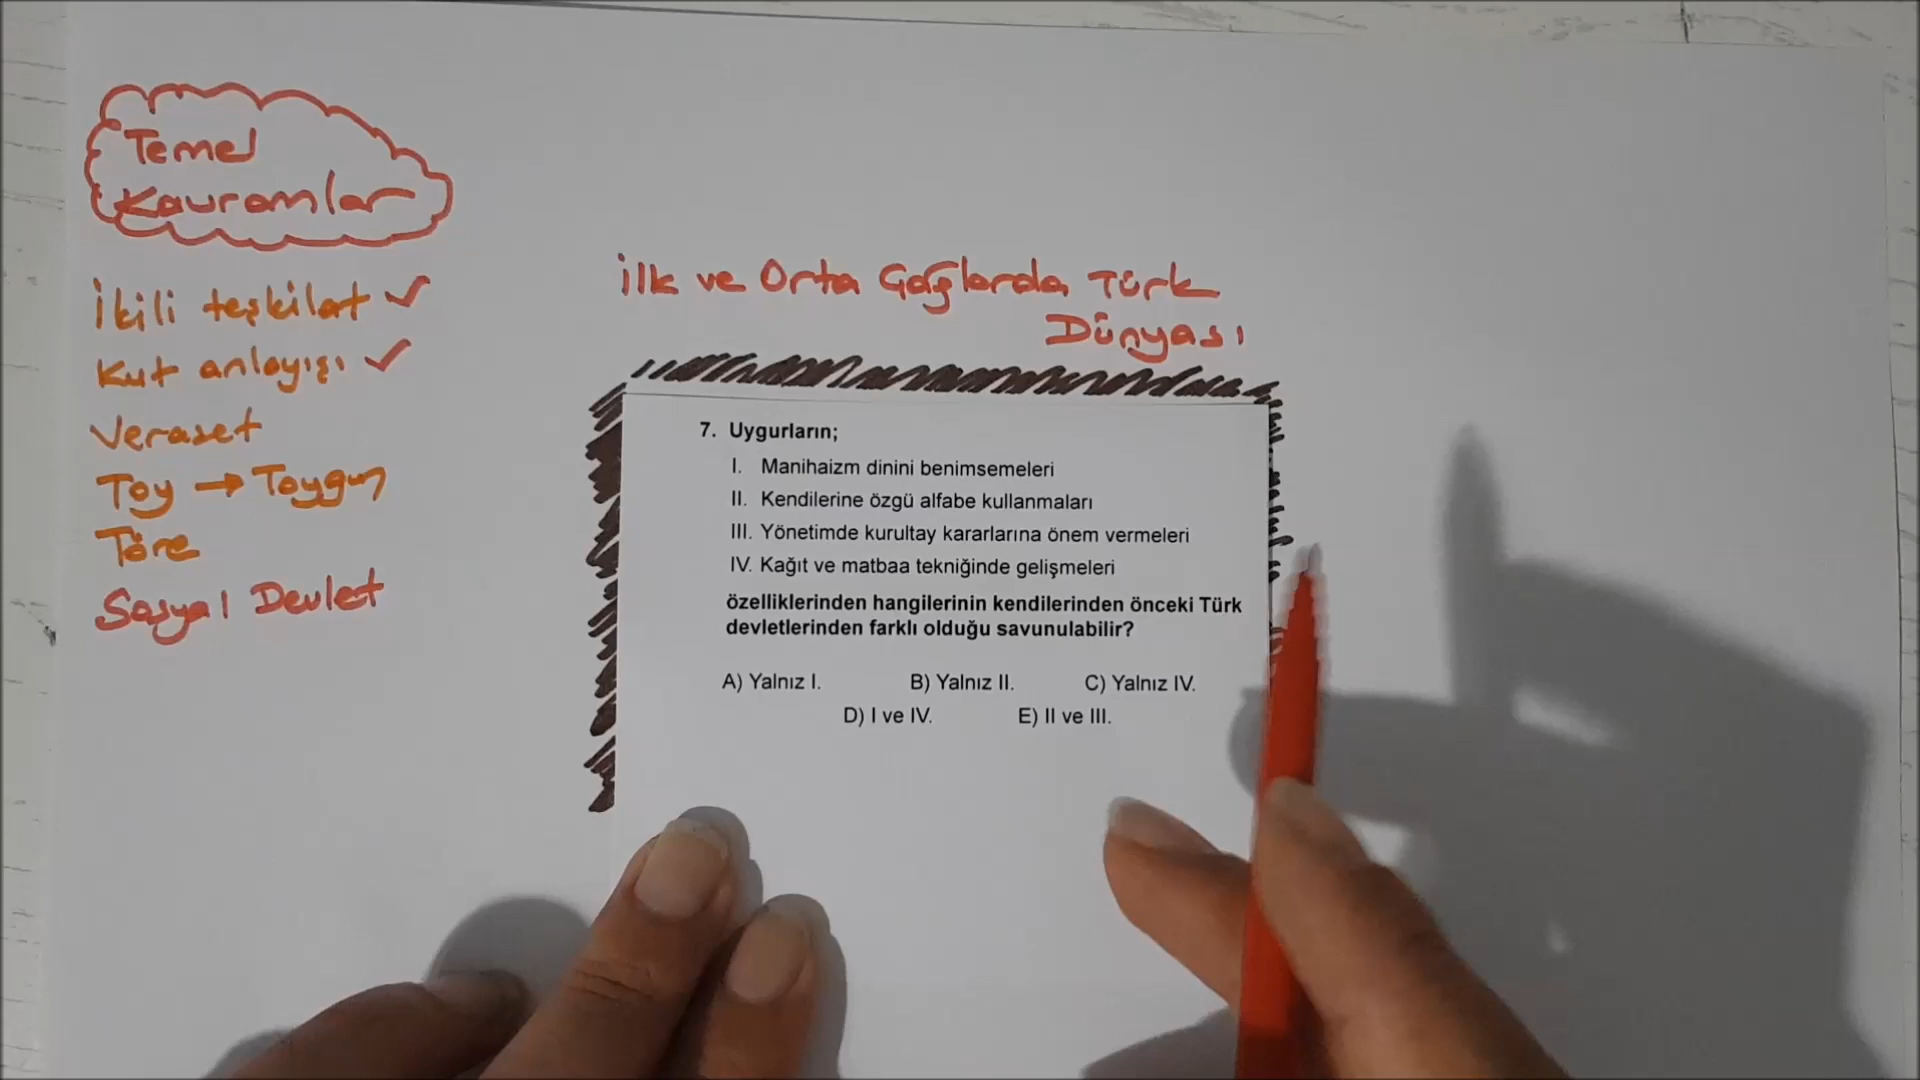 Temel
Kavramlar
İkili teşkilat ✓
Kut anlayışı ✓
Veraset
Toy → Toygun
Töre
Sosyal Devlet
İlk ve Orta Çağlarda Türk
Dünyası
7. Uygurların;
I. Manihaizm dinini benimsemeleri
II. Kendilerine özgü alfabe kullanmaları
III. Yönetimde kurultay kararlarına önem vermeleri
IV. Kağıt ve matbaa tekniğinde gelişmeleri
özelliklerinden hangilerinin kendilerinden önceki Türk
devletlerinden farklı olduğu savunulabilir?
A) Yalnız I. B) Yalnız II. C) Yalnız IV.
D) I ve IV. E) II ve III.